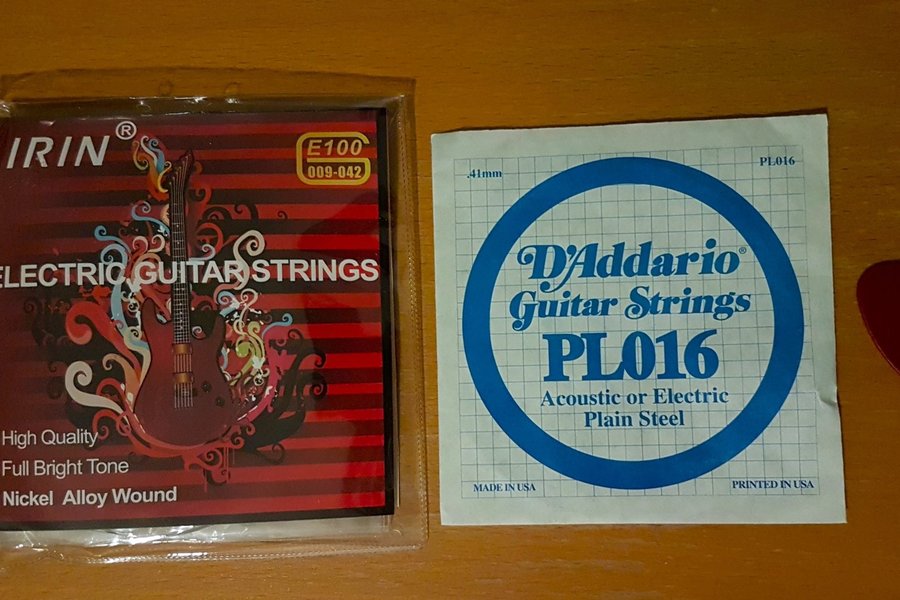 IRIN®
E100
009-042
ELECTRIC GUITAR STRINGS
High Quality
Full Bright Tone
Nickel Alloy Wound
.41mm
PL016
D'Addario®
Guitar Strings
PL016
Acoustic or Electric
Plain Steel
MADE IN USA
PRINTED IN USA